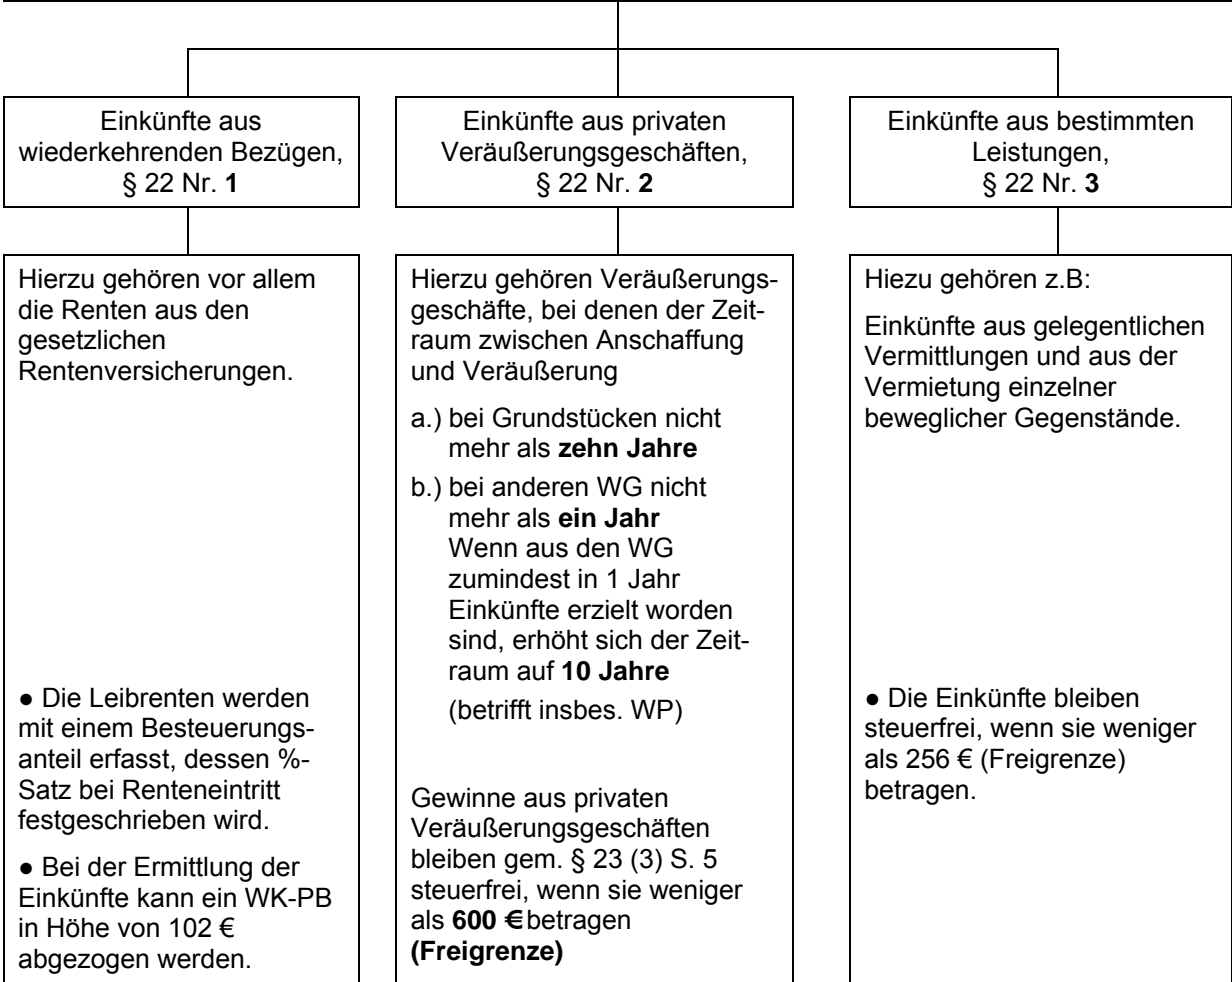 Einkünfte aus
wiederkehrenden Bezügen,
§ 22 Nr. 1
Einkünfte aus privaten
Veräußerungsgeschäften,
§ 22 Nr. 2
Einkünfte aus bestimmten
Leistungen,
§ 22 Nr. 3
Hierzu gehören vor allem
die Renten aus den
gesetzlichen
Rentenversicherungen.
● Die Leibrenten werden
mit einem Besteuerungs-
anteil erfasst, dessen %-
Satz bei Renteneintritt
festgeschrieben wird.
● Bei der Ermittlung der
Einkünfte kann ein WK-PB
in Höhe von 102 €
abgezogen werden.
Hierzu gehören Veräußerungs-
geschäfte, bei denen der Zeit-
raum zwischen Anschaffung
und Veräußerung
a.) bei Grundstücken nicht
mehr als zehn Jahre
b.) bei anderen WG nicht
mehr als ein Jahr
Wenn aus den WG
zumindest in 1 Jahr
Einkünfte erzielt worden
sind, erhöht sich der Zeit-
raum auf 10 Jahre
(betrifft insbes. WP)
Gewinne aus privaten
Veräußerungsgeschäften
bleiben gem. § 23 (3) S. 5
steuerfrei, wenn sie weniger
als 600 € betragen
(Freigrenze)
Hiezu gehören z.B:
Einkünfte aus gelegentlichen
Vermittlungen und aus der
Vermietung einzelner
beweglicher Gegenstände.
● Die Einkünfte bleiben
steuerfrei, wenn sie weniger
als 256 € (Freigrenze)
betragen.